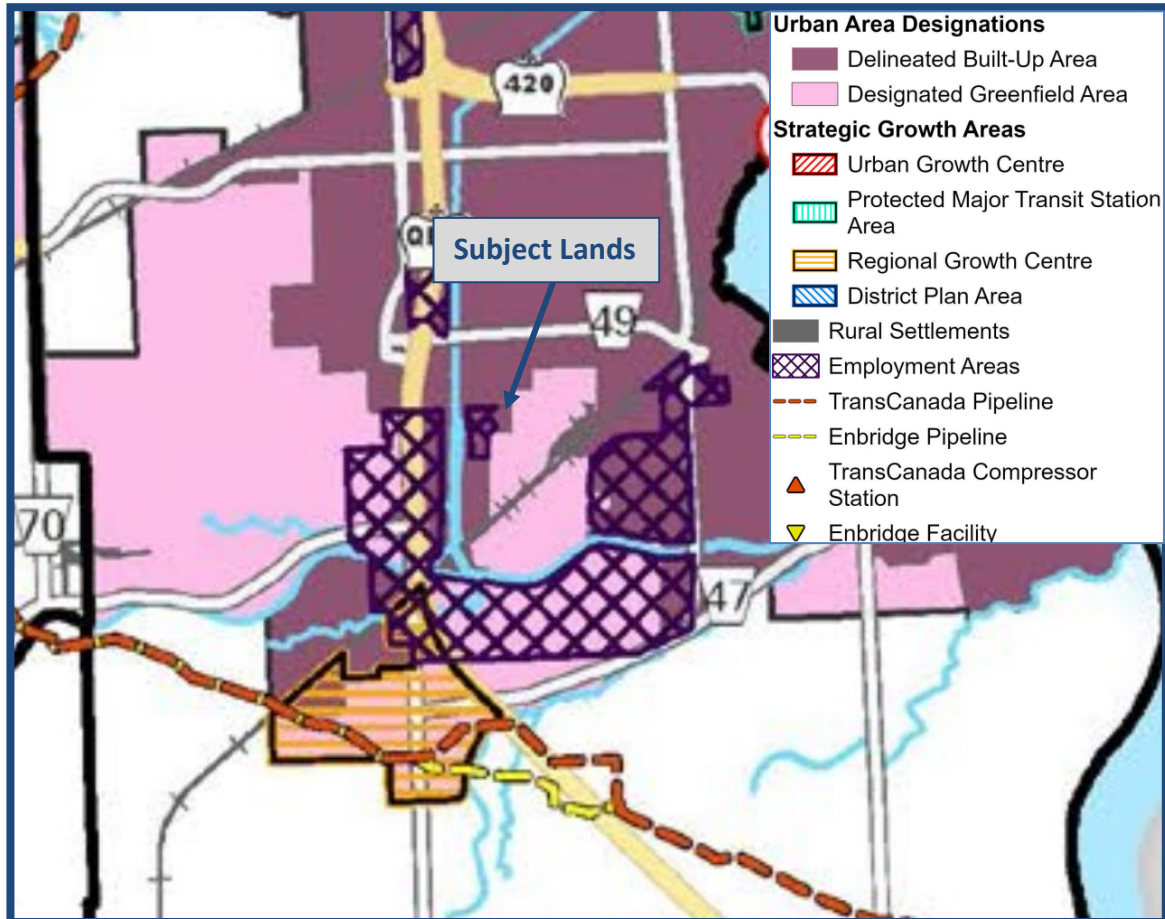 Urban Area Designations
Delineated Built-Up Area
Designated Greenfield Area
Strategic Growth Areas
Urban Growth Centre
Protected Major Transit Station
Area
Regional Growth Centre
District Plan Area
Rural Settlements
Employment Areas
TransCanada Pipeline
Enbridge Pipeline
TransCanada Compressor
Station
Enbridge Facility
420
Subject Lands
49
70
47